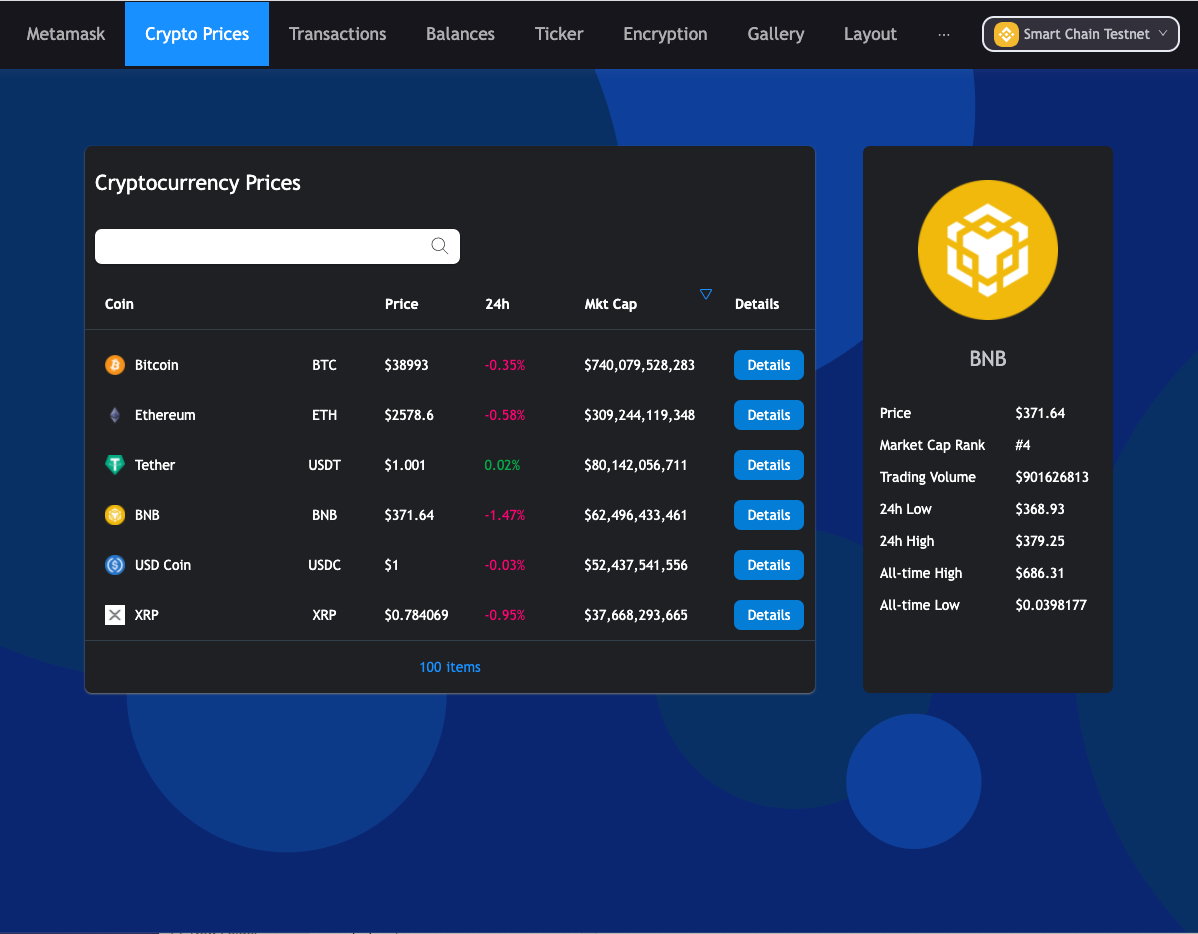 Metamask Crypto Prices Transactions Balances Ticker Encryption Gallery Layout ... Smart Chain Testnet
Cryptocurrency Prices
Coin Price 24h Mkt Cap Details
Bitcoin BTC $38993 -0.35% $740,079,528,283 Details
Ethereum ETH $2578.6 -0.58% $309,244,119,348 Details
Tether USDT $1.001 0.02% $80,142,056,711 Details
BNB BNB $371.64 -1.47% $62,496,433,461 Details
USD Coin USDC $1 -0.03% $52,437,541,556 Details
XRP XRP $0.784069 -0.95% $37,668,293,665 Details
100 items
BNB
Price $371.64
Market Cap Rank #4
Trading Volume $901626813
24h Low $368.93
24h High $379.25
All-time High $686.31
All-time Low $0.0398177